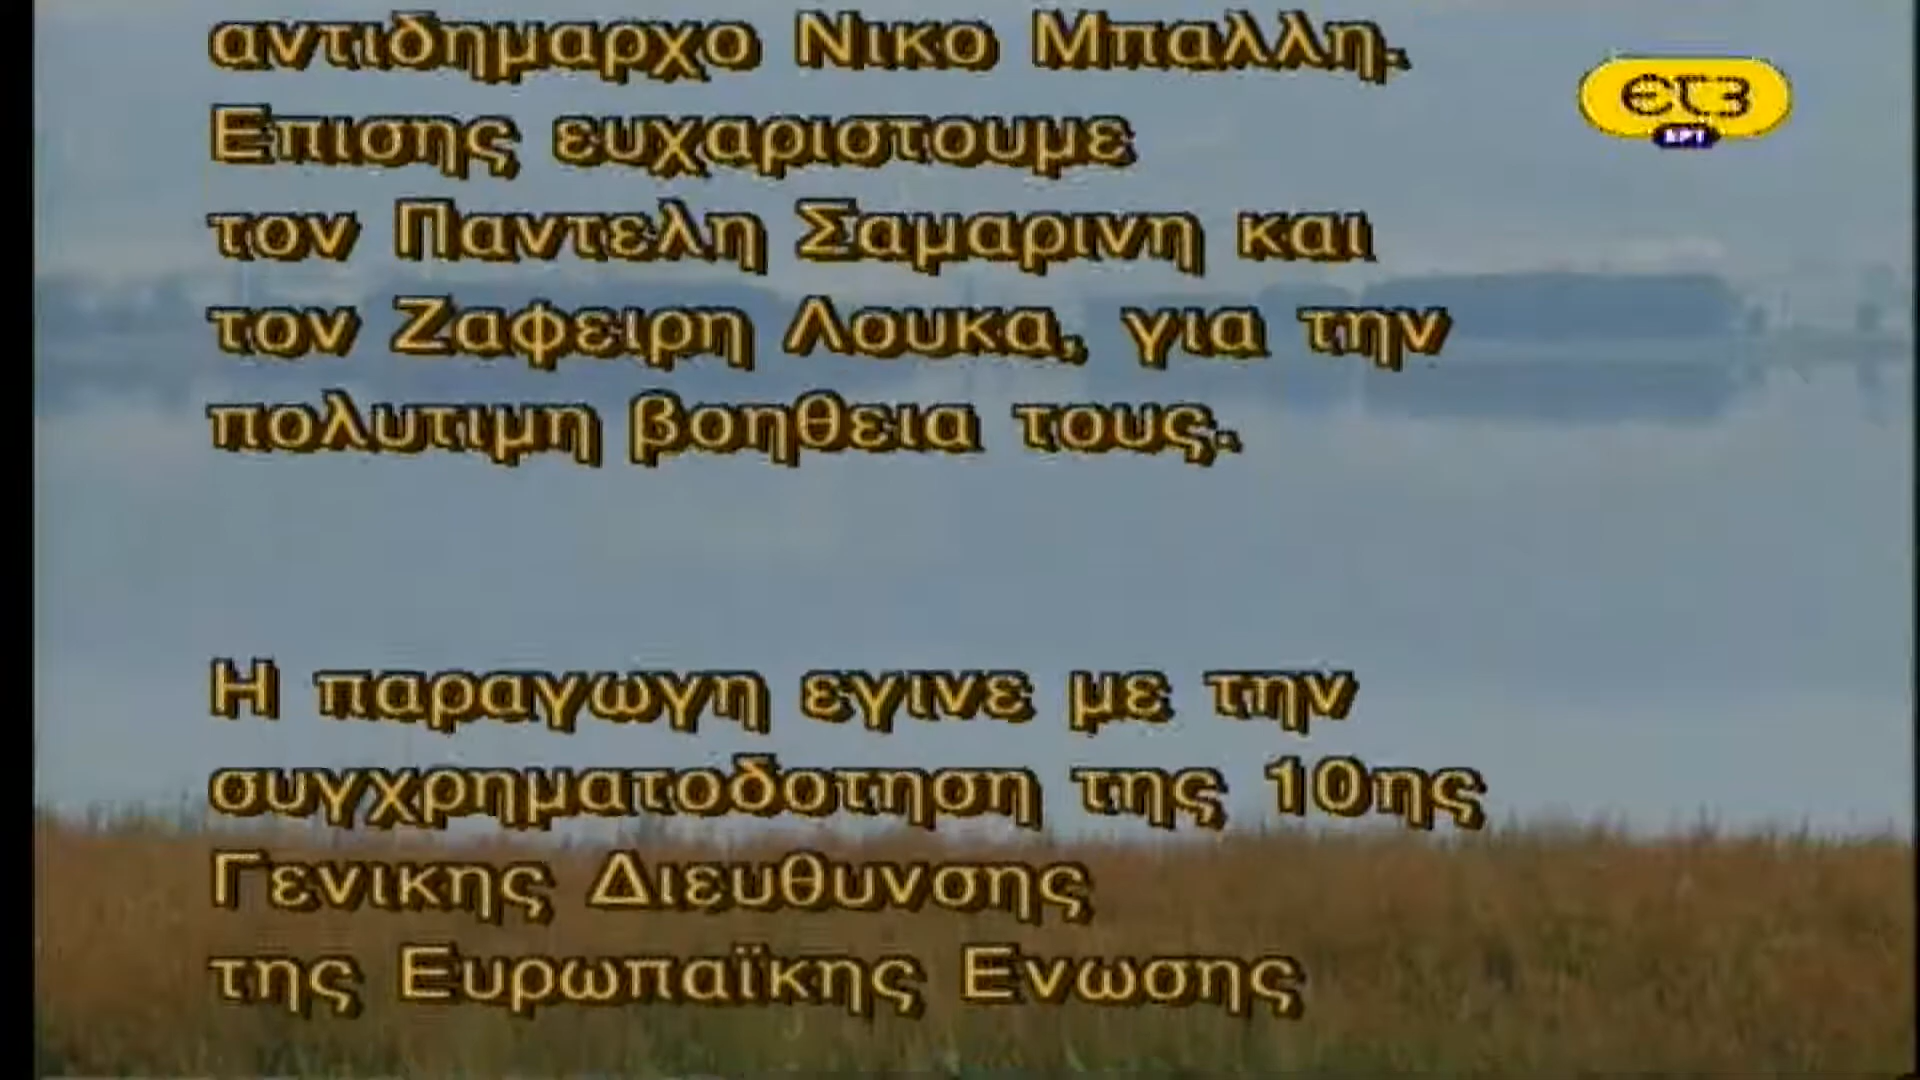 αντιδημαρχο Νικο Μπαλλη.
Επισης ευχαριστουμε
τον Παντελη Σαμαρινη και
τον Ζαφειρη Λουκα, για την
πολυτιμη βοηθεια τους.
Η παραγωγη εγινε με την
συγχρηματοδοτηση της 10ης
Γενικης Διευθυνσης
της Ευρωπαϊκης Ενωσης
ετ3
ΕΡΤ